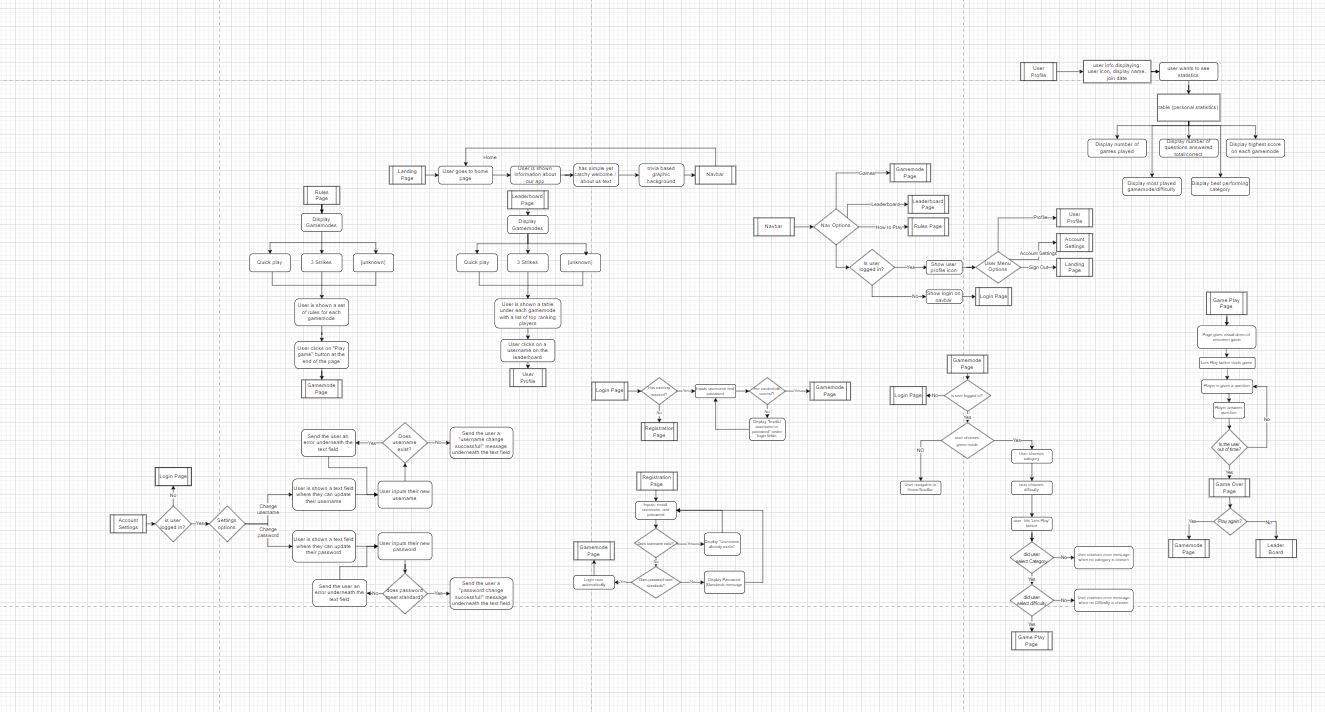 User
Profile
user info displaying:
user icon, display name,
join date
user wants to see
statistics
table (personal statistics)
Display number of
games played
Display number of
questions answered
total/correct
Display highest score
on each gamemode
Display most played
gamemode/difficulty
Display best performing
category
Home
Landing
Page
User goes to home
page
User is shown
information about
our app
has simple yet
catchy welcome /
about us text
trivia based
graphic
background
Navbar
Rules
Page
Display
Gamemodes
Quick play
3 Strikes
[unknown]
User is shown a set
of rules for each
gamemode
User clicks on "Play
game" button at the
end of the page
Gamemode
Page
Leaderboard
Page
Display
Gamemodes
Quick play
3 Strikes
[unknown]
User is shown a table
under each gamemode
with a list of top ranking
players
User clicks on a
username on the
leaderboard
User
Profile
Navbar
Nav Options
Games
Gamemode
Page
Leaderboard
Leaderboard
Page
How to Play
Rules Page
Is user
logged in?
Yes
Show user
profile icon
User Menu
Options
Profile
User
Profile
Account Settings
Account
Settings
Sign Out
Landing
Page
No
Show login on
navbar
Login Page
Login Page
Has existing
account?
Yes
Inputs username and
password
Are credentials
correct?
Yes
Gamemode
Page
No
Registration
Page
No
Display "Invalid
username or
password" under
login fields
Gamemode
Page
is user logged in?
No
Login Page
Yes
user chooses
game mode
NO
User navigates to
Home/NavBar
Yes
User chooses
category
user chooses
difficulty
user hits "Let's Play"
button
did user
select Category
No
User receives error message
when no category is chosen
Yes
did user
select difficulty
No
User receives error message
when no Difficulty is chosen
Yes
Game Play
Page
Game Play
Page
Let's Play button starts game
Player is given a question
Player answers
question
Is the user
out of time?
No
Yes
Game Over
Page
Play again?
Yes
Gamemode
Page
No
Leader
Board
Account
Settings
Is user
logged in?
No
Login Page
Yes
Settings
options
Change
username
User is shown a text field
where they can update
their username
User inputs their new
username
Does
username
exist?
Yes
Send the user an
error underneath the
text field
No
Send the user a
"username change
successful!" message
underneath the text field
Change
password
User is shown a text field
where they can update
their password
User inputs their new
password
does password
meet standard?
No
Send the user an
error underneath the
text field
Yes
Send the user a
"password change
successful!" message
underneath the text field
Registration
Page
Inputs: email,
username, and
password
Does username exist?
Yes
Display "Username
already exists"
No
Does password meet
standards?
No
Display Password
Standards message
Yes
Login user
automatically
Gamemode
Page